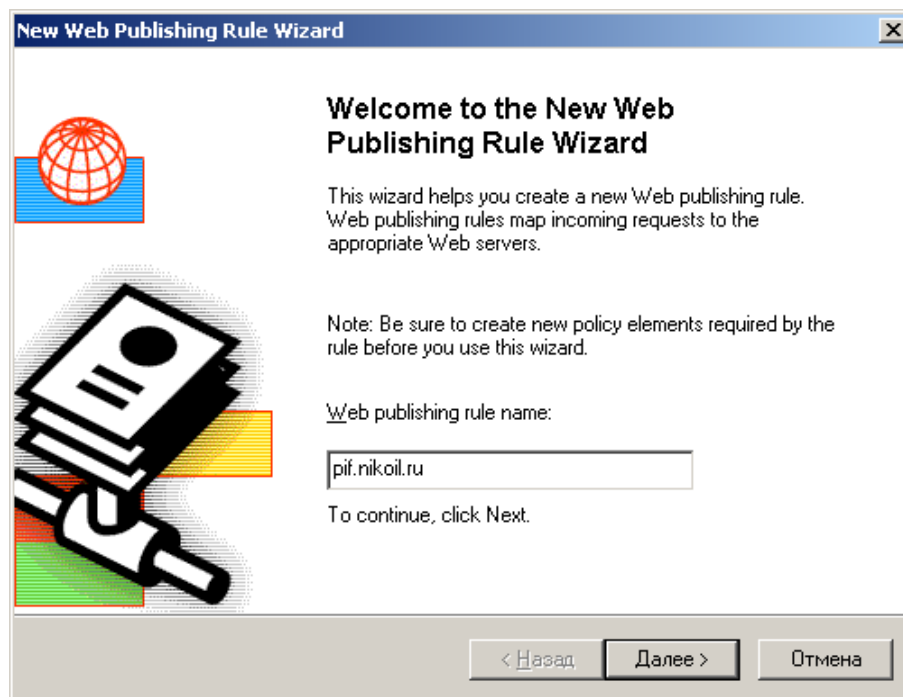 New Web Publishing Rule Wizard
Welcome to the New Web
Publishing Rule Wizard
This wizard helps you create a new Web publishing rule.
Web publishing rules map incoming requests to the
appropriate Web servers.
Note: Be sure to create new policy elements required by the
rule before you use this wizard.
Web publishing rule name:
pif.nikoil.ru
To continue, click Next.
< Назад
Далее >
Отмена